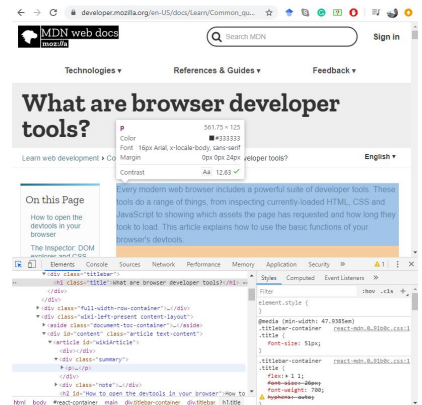 developer.mozilla.org/en-US/docs/Learn/Common_qu...
MDN web docs
moz://a
Search MDN
Sign in
Technologies ▾
References & Guides ▾
Feedback ▾
What are browser developer
tools?
p 561.75 × 125
Color #333333
Font 16px Arial, x-locale-body, sans-serif
Margin 0px 0px 24px
Contrast Aa 12.63 ✓
Learn web development › Co
veloper tools?
English ▾
On this Page
How to open the
devtools in your
browser
The Inspector: DOM
explorer and CSS
Every modern web browser includes a powerful suite of developer tools. These
tools do a range of things, from inspecting currently-loaded HTML, CSS and
JavaScript to showing which assets the page has requested and how long they
took to load. This article explains how to use the basic functions of your
browser's devtools.
Elements Console Sources Network Performance Memory Application Security » 1
<div class="titlebar">
<h1 class="title">What are browser developer tools?</h1>
</div>
</div>
<div class="full-width-row-container">…</div>
<div class="wiki-left-present content-layout">
<aside class="document-toc-container">…</aside>
<div id="content" class="article text-content">
<article id="wikiArticle">
<div></div>
<div class="summary">
<p>…</p>
</div>
<div class="note">…</div>
<h2 id="How_to_open_the_devtools_in_your_browser">How to
html body #react-container main div.titlebar-container div.titlebar h1.title
Styles Computed Event Listeners »
Filter :hov .cls +
element.style {
}
@media (min-width: 47.9385em)
.titlebar-container react-mdn.0.91b0c.css:1
.title {
font-size: 51px;
}
.titlebar-container react-mdn.0.91b0c.css:1
.title {
flex: ▸ 1 1;
font-size: 28px;
font-weight: 700;
hyphens: auto;